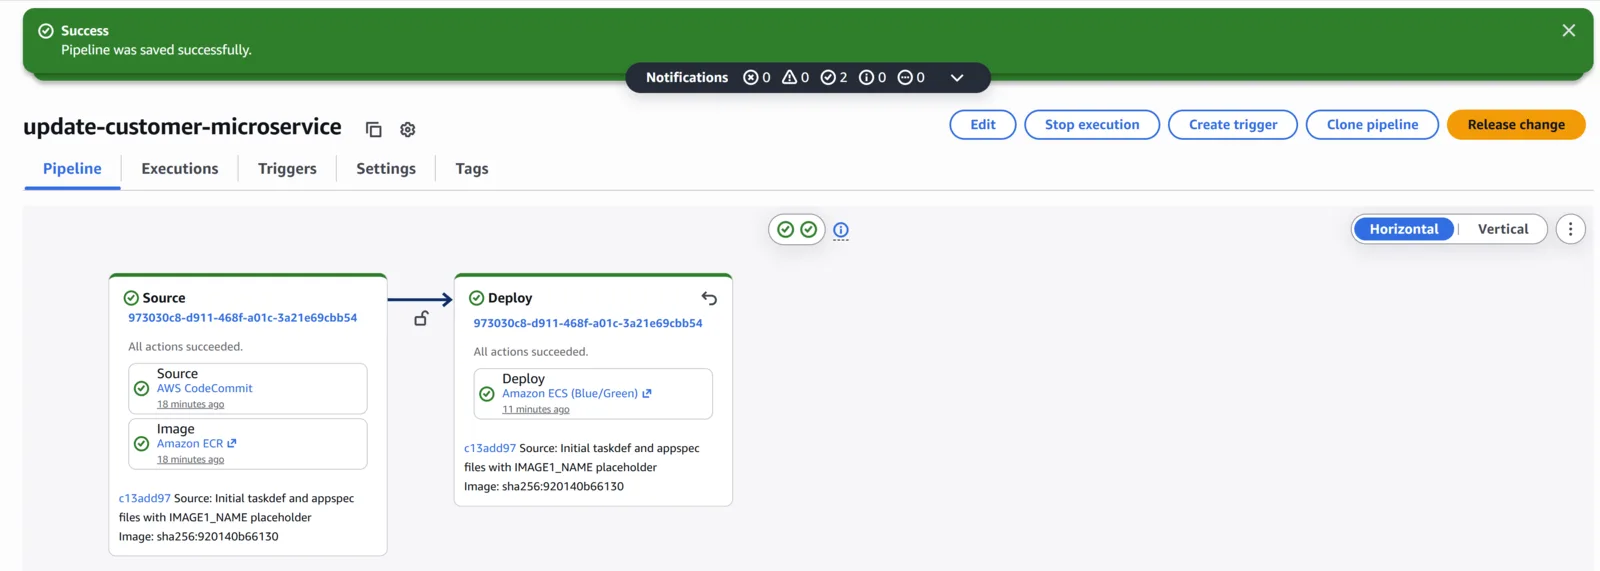 Success
Pipeline was saved successfully.
Notifications 0 0 2 0 0
update-customer-microservice
Edit
Stop execution
Create trigger
Clone pipeline
Release change
Pipeline
Executions
Triggers
Settings
Tags
Horizontal
Vertical
Source
973030c8-d911-468f-a01c-3a21e69cbb54
All actions succeeded.
Source
AWS CodeCommit
18 minutes ago
Image
Amazon ECR
18 minutes ago
c13add97 Source: Initial taskdef and appspec
files with IMAGE1_NAME placeholder
Image: sha256:920140b66130
Deploy
973030c8-d911-468f-a01c-3a21e69cbb54
All actions succeeded.
Deploy
Amazon ECS (Blue/Green)
11 minutes ago
c13add97 Source: Initial taskdef and appspec
files with IMAGE1_NAME placeholder
Image: sha256:920140b66130